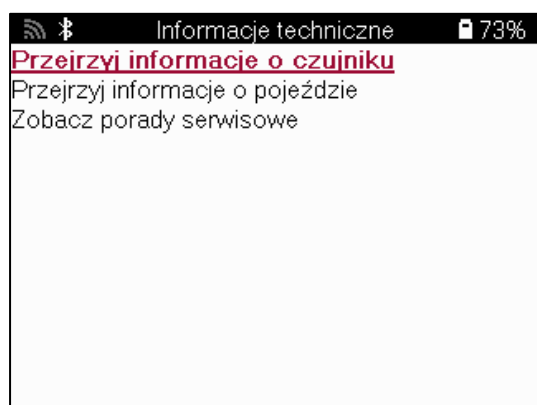 Informacje techniczne 73%
Przejrzyj informacje o czujniku
Przejrzyj informacje o pojeździe
Zobacz porady serwisowe